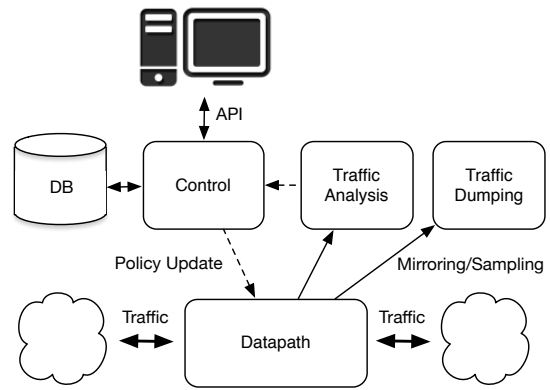 API
DB
Control
Traffic
Analysis
Traffic
Dumping
Policy Update
Mirroring/Sampling
Traffic
Datapath
Traffic